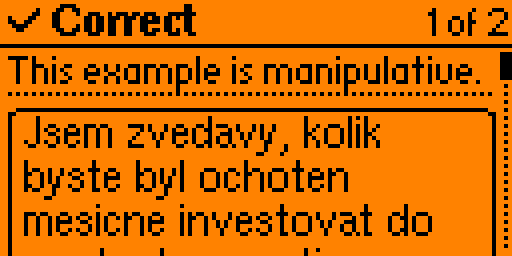 Correct
1 of 2
This example is manipulative.
Jsem zvedavy, kolik
byste byl ochoten
mesicne investovat do